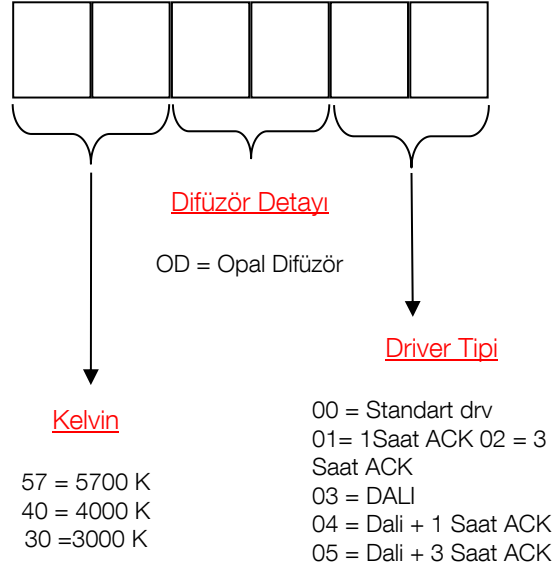 Difüzör Detayı
OD = Opal Difüzör
Driver Tipi
00 = Standart drv
01= 1Saat ACK 02 = 3
Saat ACK
03 = DALI
04 = Dali + 1 Saat ACK
05 = Dali + 3 Saat ACK
Kelvin
57 = 5700 K
40 = 4000 K
30 =3000 K